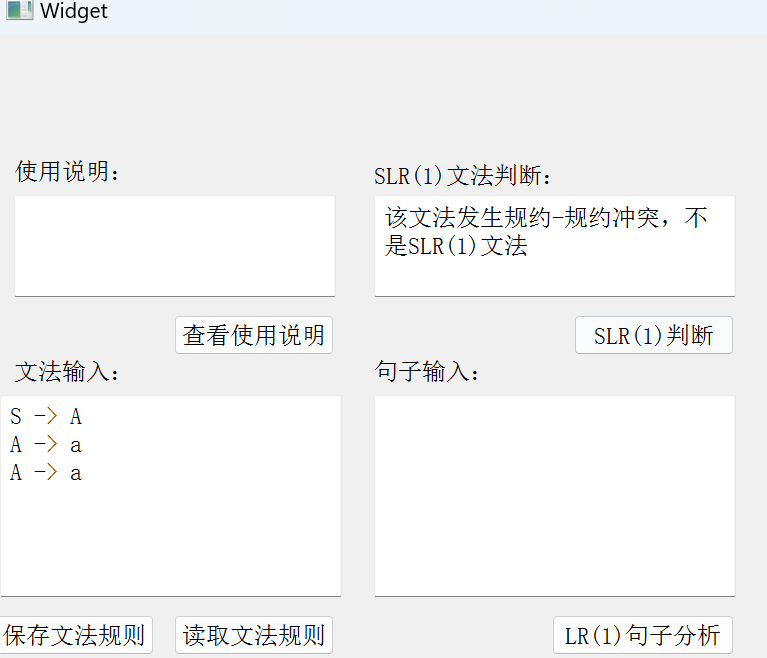 Widget
使用说明：
SLR(1)文法判断：
该文法发生规约-规约冲突，不
是SLR(1)文法
查看使用说明
SLR(1)判断
文法输入：
句子输入：
S -> A
A -> a
A -> a
保存文法规则
读取文法规则
LR(1)句子分析